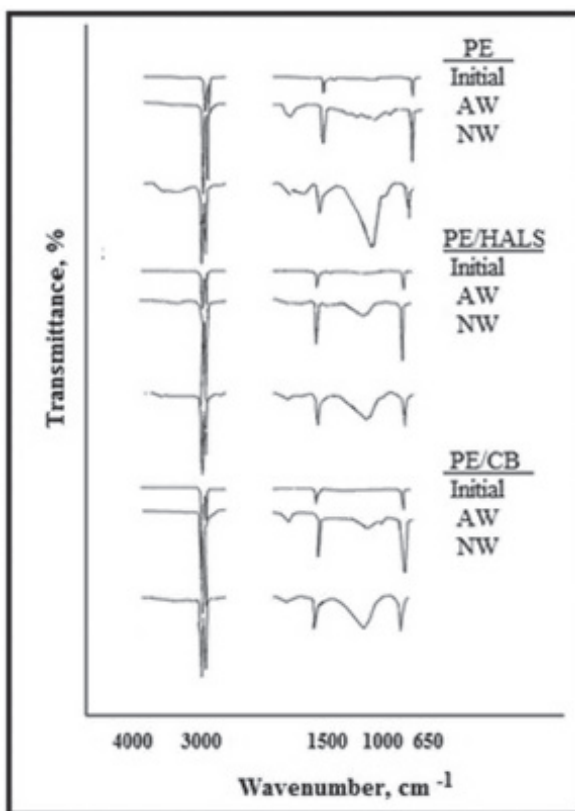 PE
Initial
AW
NW
PE/HALS
Initial
AW
NW
PE/CB
Initial
AW
NW
Transmittance, %
4000 3000 1500 1000 650
Wavenumber, cm -1